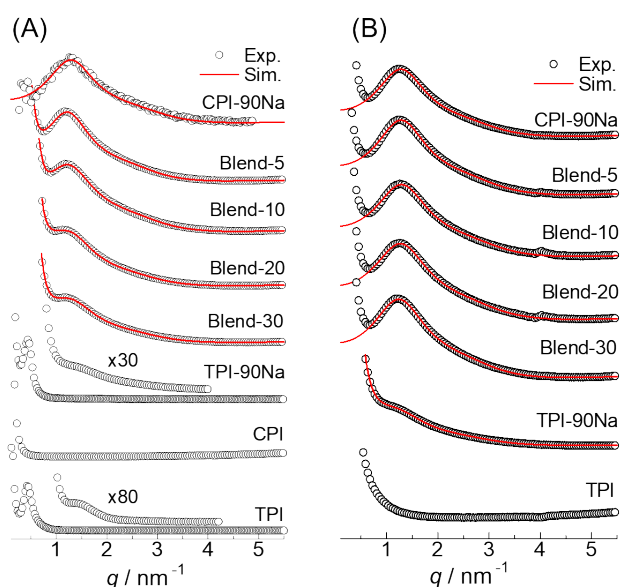 (A)
Exp.
Sim.
CPI-90Na
Blend-5
Blend-10
Blend-20
Blend-30
x30
TPI-90Na
CPI
x80
TPI
1 2 3 4 5
q / nm⁻¹
(B)
Exp.
Sim.
CPI-90Na
Blend-5
Blend-10
Blend-20
Blend-30
TPI-90Na
TPI
1 2 3 4 5
q / nm⁻¹